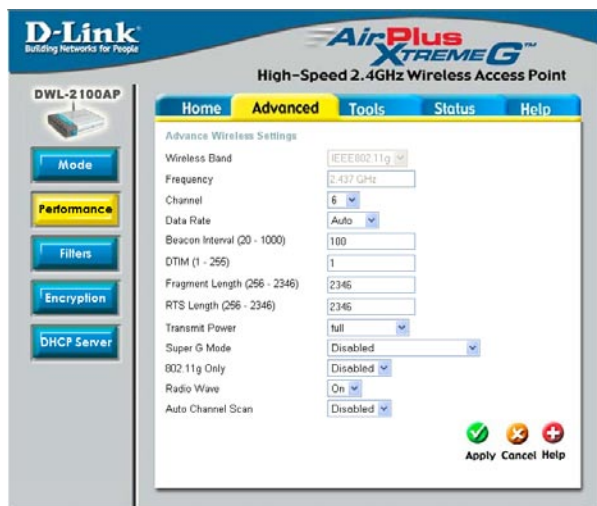 D-Link
Building Networks for People
AirPlus
XTREME G™
High-Speed 2.4GHz Wireless Access Point
DWL-2100AP
Home Advanced Tools Status Help
Mode
Performance
Filters
Encryption
DHCP Server
Advance Wireless Settings
Wireless Band IEEE802.11g
Frequency 2.437 GHz
Channel 6
Data Rate Auto
Beacon Interval (20 - 1000) 100
DTIM (1 - 255) 1
Fragment Length (256 - 2346) 2346
RTS Length (256 - 2346) 2346
Transmit Power full
Super G Mode Disabled
802.11g Only Disabled
Radio Wave On
Auto Channel Scan Disabled
Apply Cancel Help